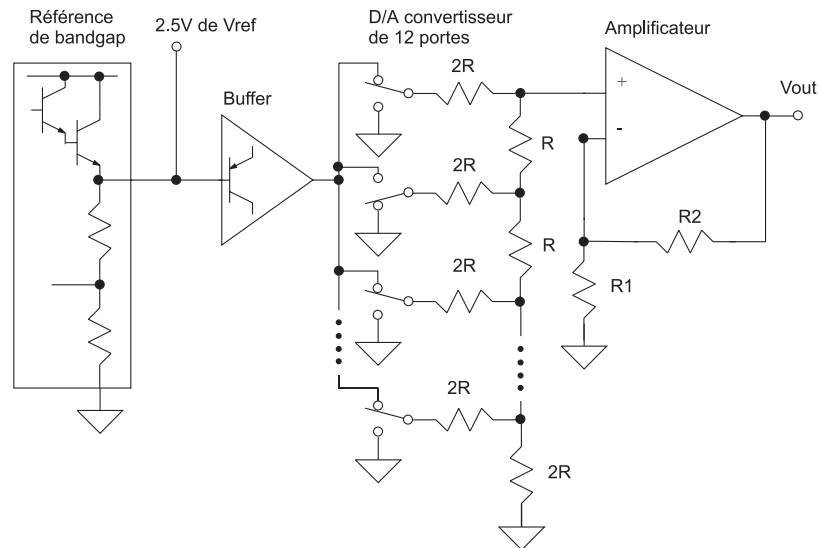 Référence
de bandgap
2.5V de Vref
D/A convertisseur
de 12 portes
Amplificateur
Buffer
2R
+
Vout
-
R
2R
R2
R
2R
R1
2R
2R